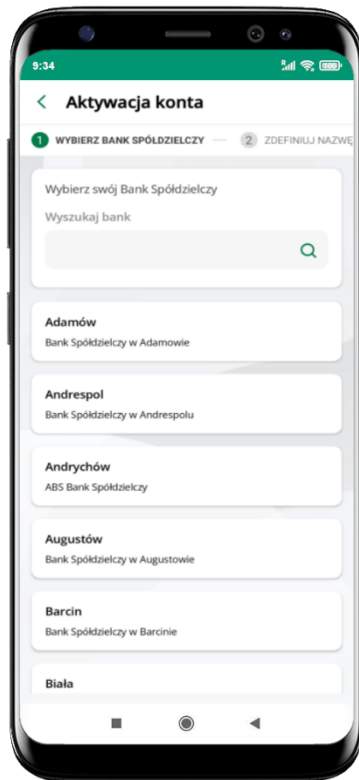 9:34
R
100
Aktywacja konta
1 WYBIERZ BANK SPÓŁDZIELCZY
2 ZDEFINIUJ NAZWĘ
Wybierz swój Bank Spółdzielczy
Wyszukaj bank
Adamów
Bank Spółdzielczy w Adamowie
Andrespol
Bank Spółdzielczy w Andrespolu
Andrychów
ABS Bank Spółdzielczy
Augustów
Bank Spółdzielczy w Augustowie
Barcin
Bank Spółdzielczy w Barcinie
Biała